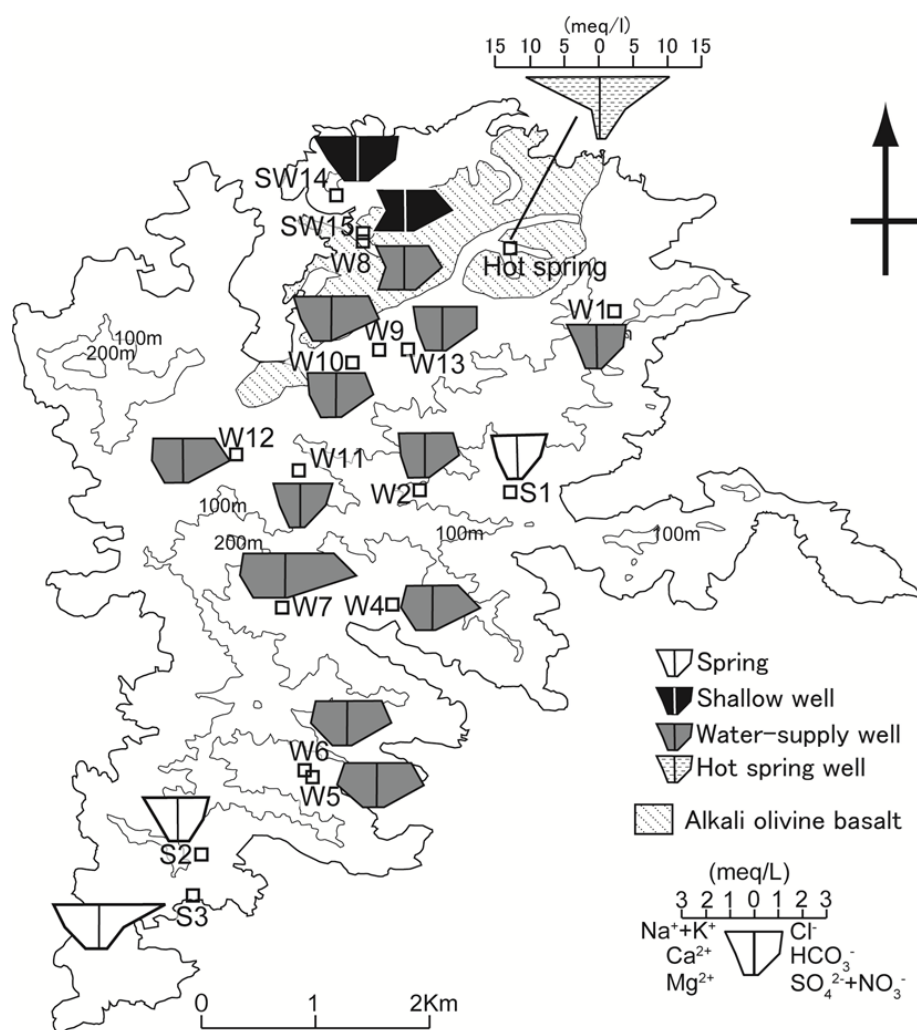 (meq/l)
15 10 5 0 5 10 15
SW14
SW15
W8
Hot spring
W1
100m
200m
W9
W10
W13
W12
W11
W2
S1
100m
100m
100m
200m
W7
W4
Spring
Shallow well
Water-supply well
Hot spring well
W6
W5
Alkali olivine basalt
S2
S3
(meq/L)
3 2 1 0 1 2 3
Na⁺+K⁺ Cl⁻
Ca²⁺ HCO₃⁻
Mg²⁺ SO₄²⁻+NO₃⁻
0 1 2Km